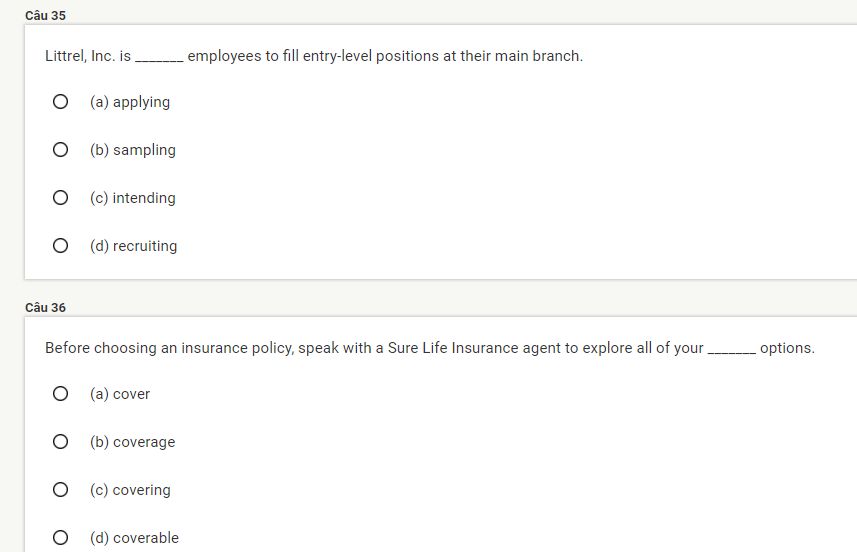 Câu 35
Littrel, Inc. is _______ employees to fill entry-level positions at their main branch.
(a) applying
(b) sampling
(c) intending
(d) recruiting
Câu 36
Before choosing an insurance policy, speak with a Sure Life Insurance agent to explore all of your _______ options.
(a) cover
(b) coverage
(c) covering
(d) coverable